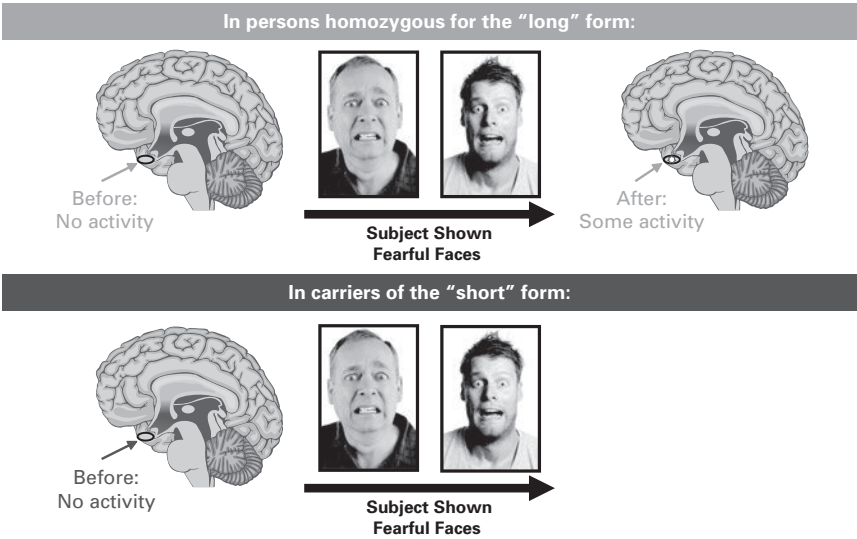 In persons homozygous for the “long” form:
Before:
No activity
Subject Shown
Fearful Faces
After:
Some activity
In carriers of the “short” form:
Before:
No activity
Subject Shown
Fearful Faces